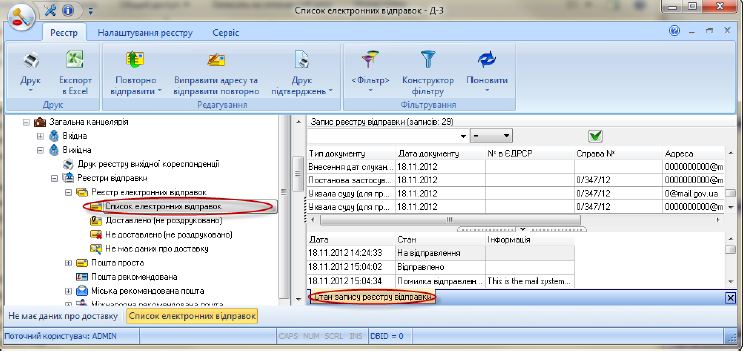 Список електронних відправок - Д-3
Реєстр Налаштування реєстру Сервіс
Друк Експорт в Excel Повторно відправити Виправити адресу та відправити повторно Друк підтверджень <Фільтр> Конструктор фільтру Поновити
Друк Редагування Фільтрування
Загальна канцелярія
Вхідна
Вихідна
Друк реєстру вихідної кореспонденції
Реєстри відправки
Реєстр електронних відправок
Список електронних відправок
Доставлено (не роздруковано)
Не доставлено (не роздруковано)
Не має даних про доставку
Пошта проста
Пошта рекомендована
Міська рекомендована пошта
Міжнародна рекомендована пошта
Запис реєстру відправки (записів: 29)
=
Тип документу Дата документу № в ЄДРСР Справа № Адреса
Внесення дат слухан... 18.11.2012 0000000000@m
Постанова застосув... 18.11.2012 0/347/12 0000000000@m
Ухвала суду (для пр... 18.11.2012 0/347/12 0@mail.gov.ua
Ухвала суду (для пр... 18.11.2012 0/347/12 0000000000@m
Дата Стан Інформація
18.11.2012 14:24:33 На відправлення
18.11.2012 15:04:02 Відправлено
18.11.2012 15:04:34 Помилка відправлен... This is the mail system...
Стан запису реєстру відправки
Не має даних про доставку Список електронних відправок
Поточний користувач: ADMIN CAPS NUM SCRL INS DBID = 0